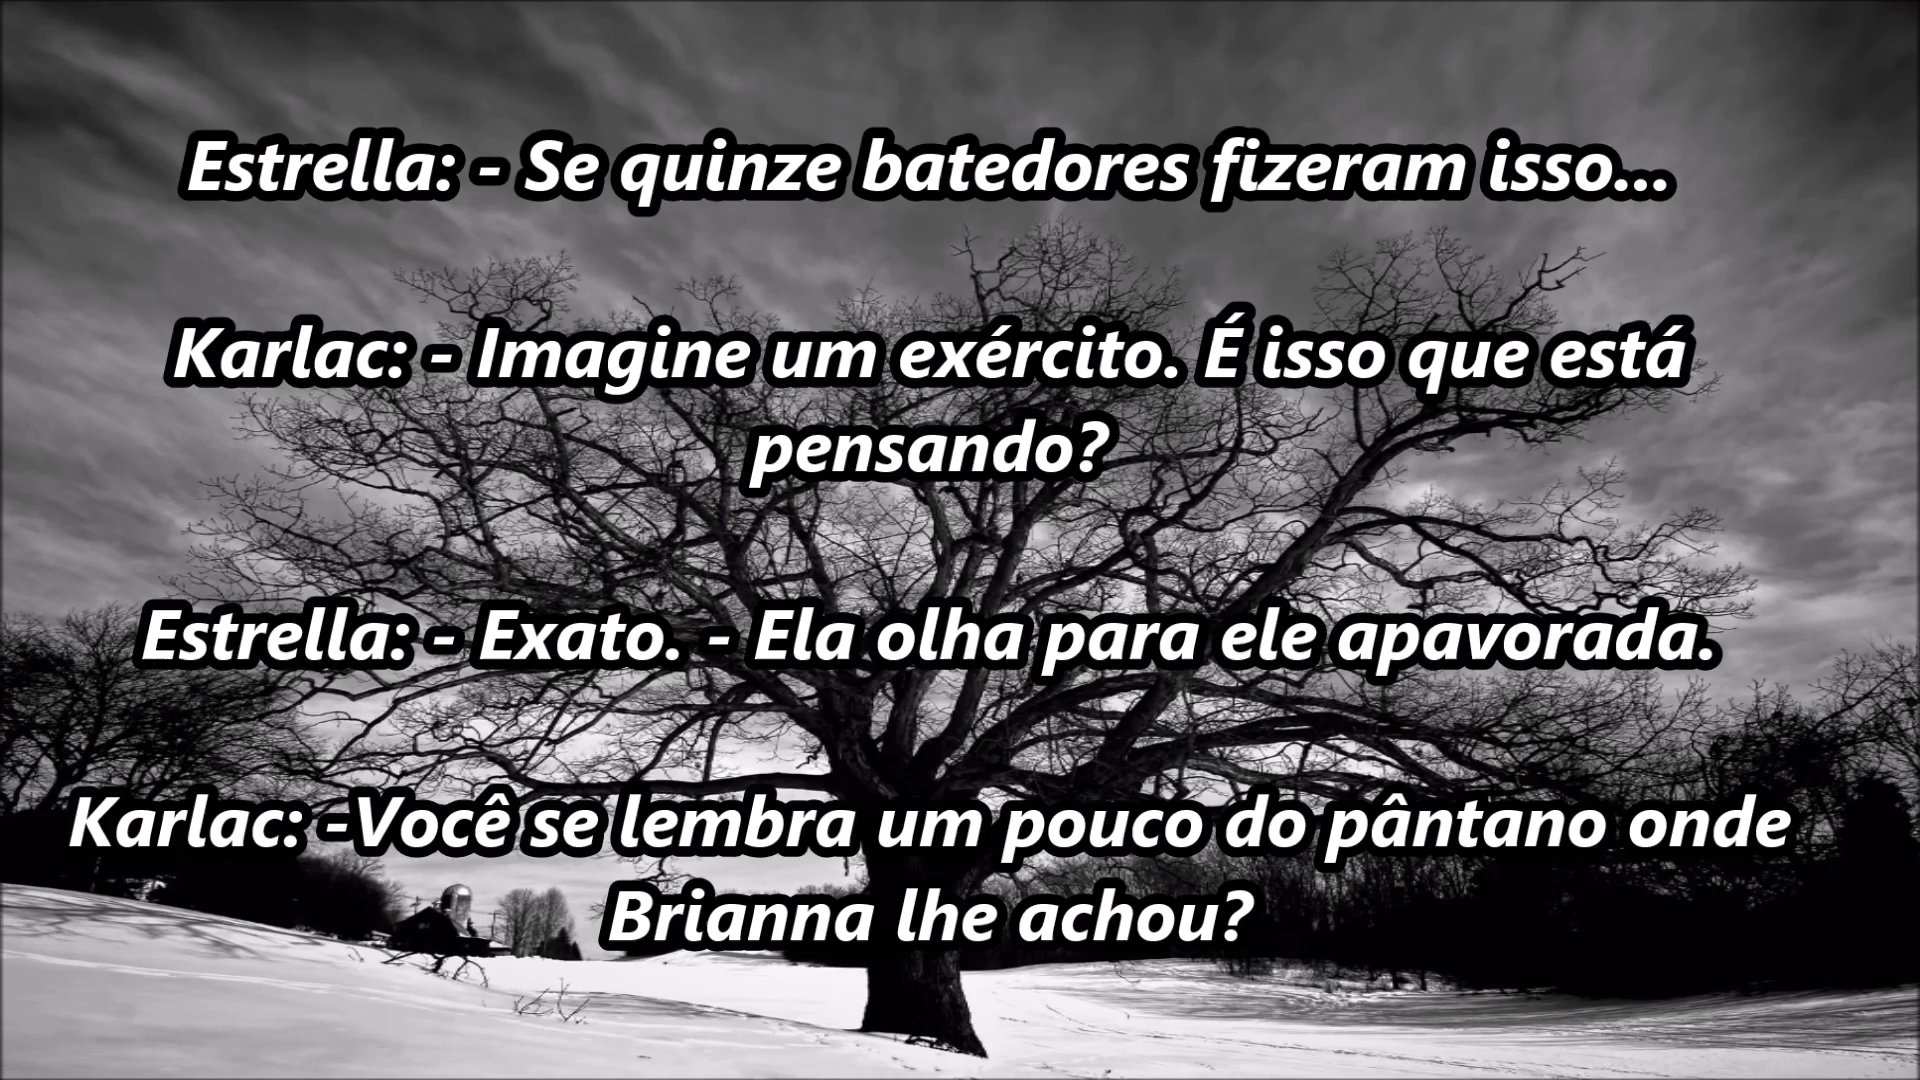 Estrella: - Se quinze batedores fizeram isso...
Karlac: - Imagine um exército. É isso que está
pensando?
Estrella: - Exato. - Ela olha para ele apavorada.
Karlac: -Você se lembra um pouco do pântano onde
Brianna lhe achou?